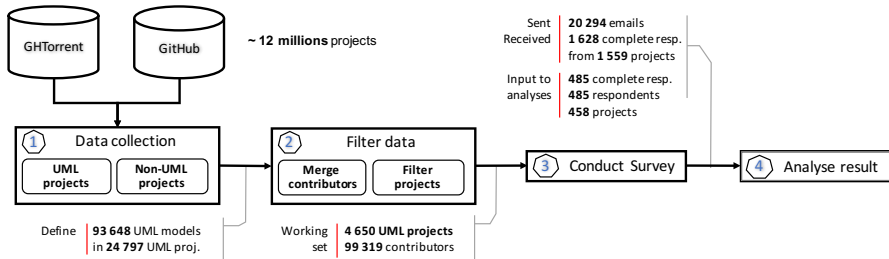 GHTorrent
GitHub
~ 12 millions projects
Sent 20 294 emails
Received 1 628 complete resp.
from 1 559 projects
Input to 485 complete resp.
analyses 485 respondents
458 projects
1 Data collection
UML projects
Non-UML projects
2 Filter data
Merge contributors
Filter projects
3 Conduct Survey
4 Analyse result
Define 93 648 UML models
in 24 797 UML proj.
Working 4 650 UML projects
set 99 319 contributors